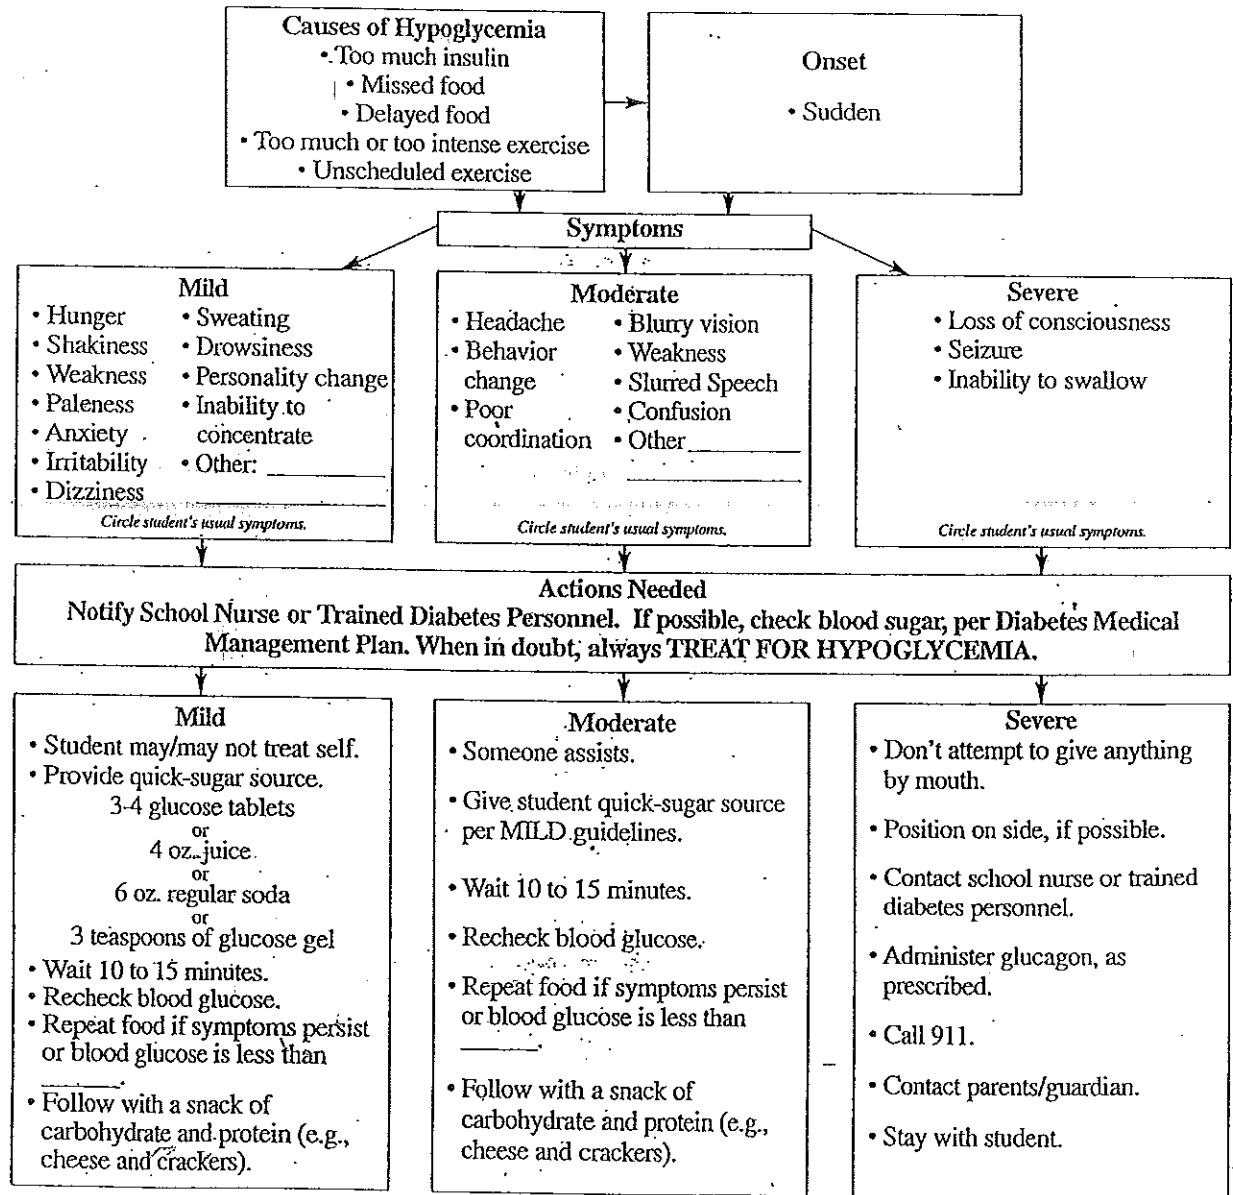 Causes of Hypoglycemia
• Too much insulin
• Missed food
• Delayed food
• Too much or too intense exercise
• Unscheduled exercise
Onset
• Sudden
Symptoms
Mild
• Hunger
• Shakiness
• Weakness
• Paleness
• Anxiety
• Irritability
• Dizziness
• Sweating
• Drowsiness
• Personality change
• Inability to
concentrate
• Other: ____________
____________
Circle student's usual symptoms.
Moderate
• Headache
• Behavior
change
• Poor
coordination
• Blurry vision
• Weakness
• Slurred Speech
• Confusion
• Other ____________
____________
Circle student's usual symptoms.
Severe
• Loss of consciousness
• Seizure
• Inability to swallow
Circle student's usual symptoms.
Actions Needed
Notify School Nurse or Trained Diabetes Personnel. If possible, check blood sugar, per Diabetes Medical
Management Plan. When in doubt, always TREAT FOR HYPOGLYCEMIA.
Mild
• Student may/may not treat self.
• Provide quick-sugar source.
3-4 glucose tablets
or
4 oz. juice
or
6 oz. regular soda
or
3 teaspoons of glucose gel
• Wait 10 to 15 minutes.
• Recheck blood glucose.
• Repeat food if symptoms persist
or blood glucose is less than
________.
• Follow with a snack of
carbohydrate and protein (e.g.,
cheese and crackers).
Moderate
• Someone assists.
• Give student quick-sugar source
per MILD guidelines.
• Wait 10 to 15 minutes.
• Recheck blood glucose.
• Repeat food if symptoms persist
or blood glucose is less than
________.
• Follow with a snack of
carbohydrate and protein (e.g.,
cheese and crackers).
Severe
• Don't attempt to give anything
by mouth.
• Position on side, if possible.
• Contact school nurse or trained
diabetes personnel.
• Administer glucagon, as
prescribed.
• Call 911.
• Contact parents/guardian.
• Stay with student.